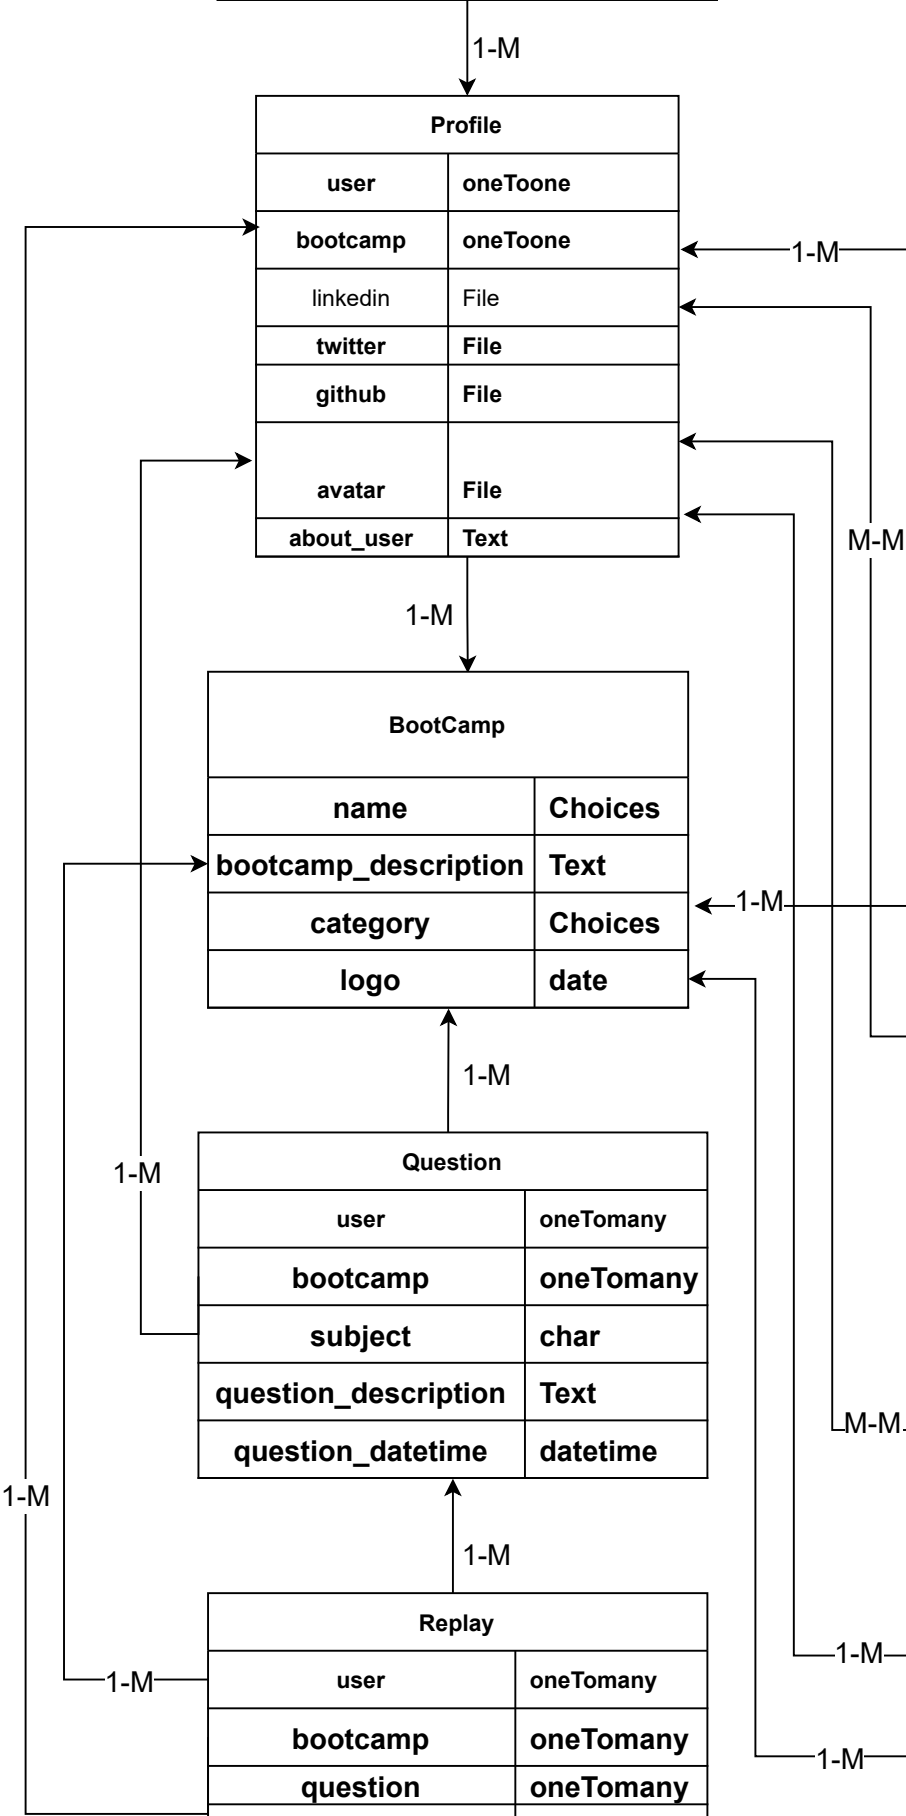 1-M
Profile
user oneToone
bootcamp oneToone
1-M
linkedin File
twitter File
github File
avatar File
about_user Text
M-M
1-M
BootCamp
name Choices
bootcamp_description Text
category Choices
1-M
logo date
1-M
Question
1-M
user oneTomany
bootcamp oneTomany
subject char
question_description Text
M-M
question_datetime datetime
1-M
1-M
Replay
1-M
user oneTomany
1-M
bootcamp oneTomany
1-M
question oneTomany